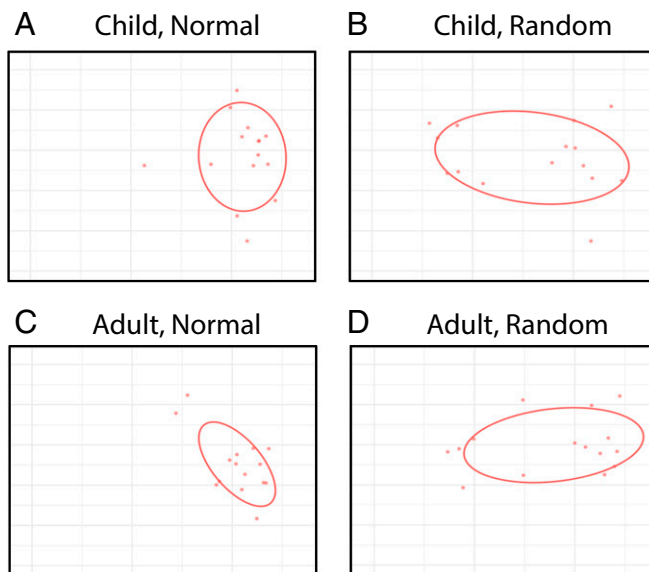 A Child, Normal
B Child, Random
C Adult, Normal
D Adult, Random